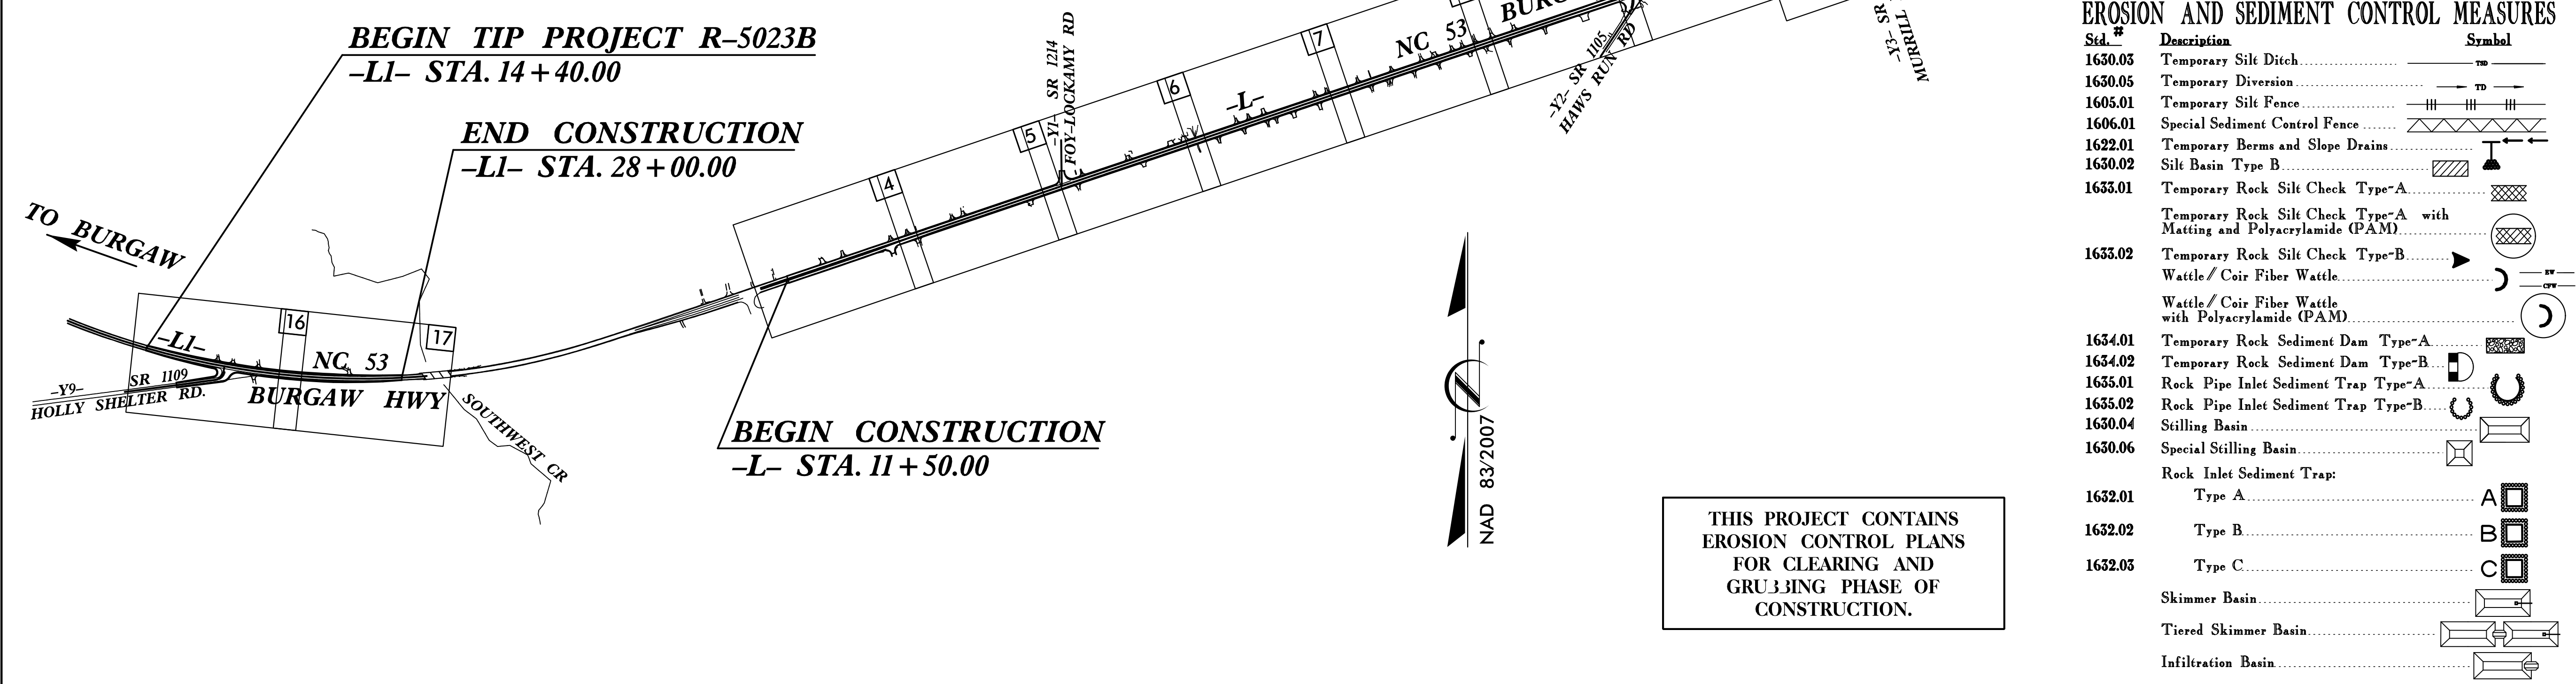 BEGIN TIP PROJECT R-5023B
-L1- STA. 14+40.00
END CONSTRUCTION
-L1- STA. 28+00.00
TO BURGAW
16
17
-L1-
NC 53
-Y9-
SR 1109
HOLLY SHELTER RD.
BURGAW HWY
SOUTHWEST CR
4
5
6
7
-Y1- SR 1214
FOY-LOCKAMY RD
-L-
NC 53
-Y2- SR 1105
HAWS RUN RD
-Y3- SR
BEGIN CONSTRUCTION
-L- STA. 11+50.00
NAD 83/2007
THIS PROJECT CONTAINS
EROSION CONTROL PLANS
FOR CLEARING AND
GRUBBING PHASE OF
CONSTRUCTION.
EROSION AND SEDIMENT CONTROL MEASURES
Std. # Description Symbol
1630.03 Temporary Silt Ditch TSD
1630.05 Temporary Diversion TD
1605.01 Temporary Silt Fence
1606.01 Special Sediment Control Fence
1622.01 Temporary Berms and Slope Drains
1630.02 Silt Basin Type B
1633.01 Temporary Rock Silt Check Type-A
Temporary Rock Silt Check Type-A with
Matting and Polyacrylamide (PAM)
1633.02 Temporary Rock Silt Check Type-B
Wattle/Coir Fiber Wattle
CFW
Wattle/Coir Fiber Wattle
with Polyacrylamide (PAM)
1634.01 Temporary Rock Sediment Dam Type-A
1634.02 Temporary Rock Sediment Dam Type-B
1635.01 Rock Pipe Inlet Sediment Trap Type-A
1635.02 Rock Pipe Inlet Sediment Trap Type-B
1630.04 Stilling Basin
1630.06 Special Stilling Basin
Rock Inlet Sediment Trap:
1632.01 Type A A
1632.02 Type B B
1632.03 Type C C
Skimmer Basin
Tiered Skimmer Basin
Infiltration Basin